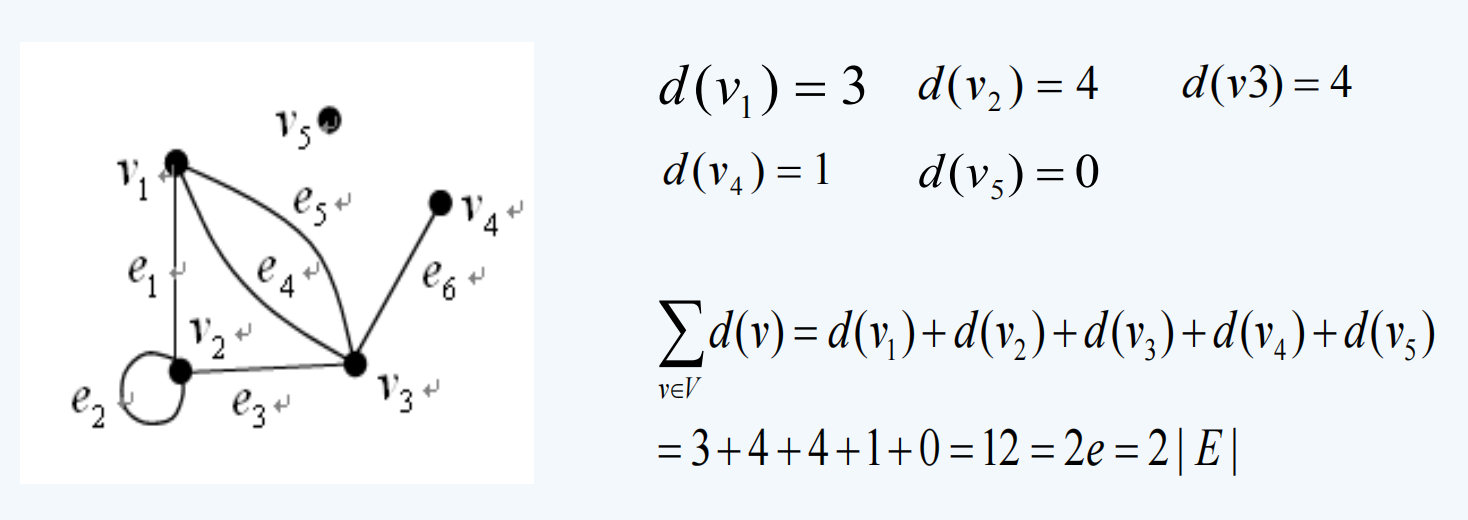 v₅
v₁↵
e₅↵
v₄↵
e₁↵
e₄↵
e₆↵
v₂↵
e₂↵
e₃↵
v₃↵
d(v₁) = 3 d(v₂) = 4 d(v3) = 4
d(v₄) = 1 d(v₅) = 0
∑_{v∈V} d(v) = d(v₁)+d(v₂)+d(v₃)+d(v₄)+d(v₅)
=3+4+4+1+0=12=2e=2|E|